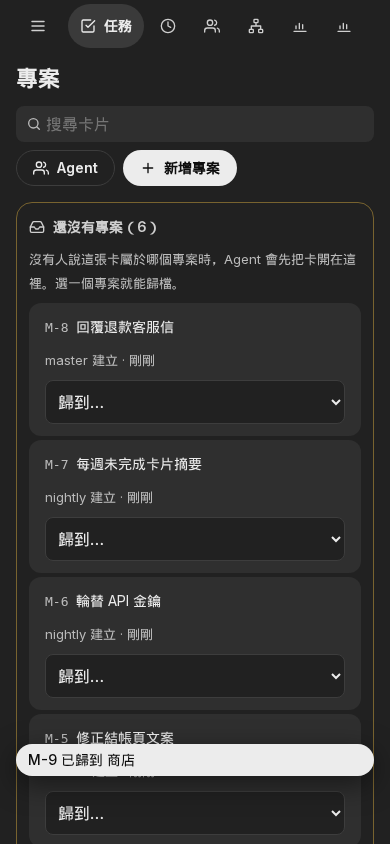 任務
專案
搜尋卡片
Agent
新增專案
還沒有專案（6）
沒有人說這張卡屬於哪個專案時，Agent 會先把卡開在這
裡。選一個專案就能歸檔。
M-8 回覆退款客服信
master 建立 · 剛剛
歸到…
M-7 每週未完成卡片摘要
nightly 建立 · 剛剛
歸到…
M-6 輪替 API 金鑰
nightly 建立 · 剛剛
歸到…
M-5 修正結帳頁文案
M-9 已歸到 商店
歸到…